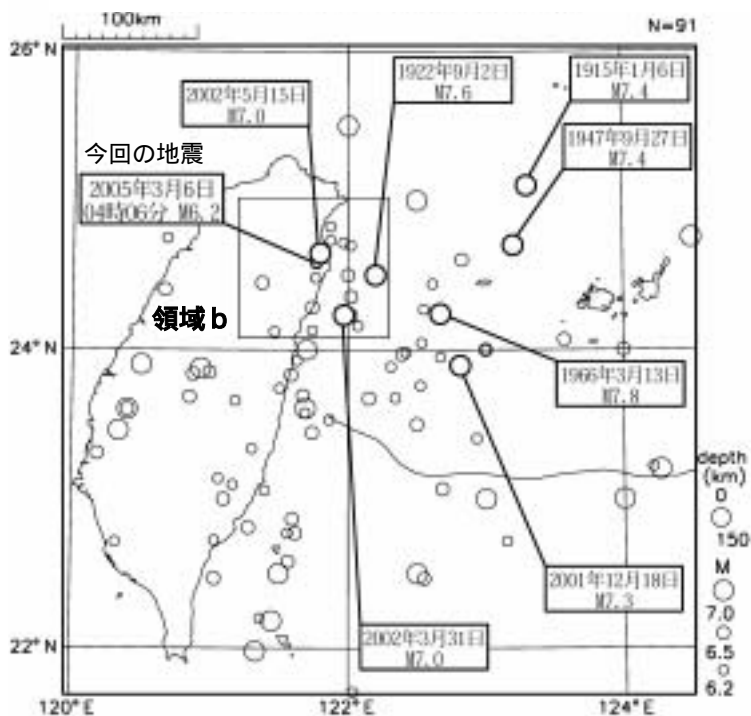 100km
N=91
26°N
1922年9月2日
M7.6
1915年1月6日
M7.4
2002年5月15日
M7.0
1947年9月27日
M7.4
今回の地震
2005年3月6日
04時06分 M6.2
領域b
24°N
1966年3月13日
M7.8
depth
(km)
0
150
M
7.0
6.5
6.2
2001年12月18日
M7.3
22°N
2002年3月31日
M7.0
120°E
122°E
124°E